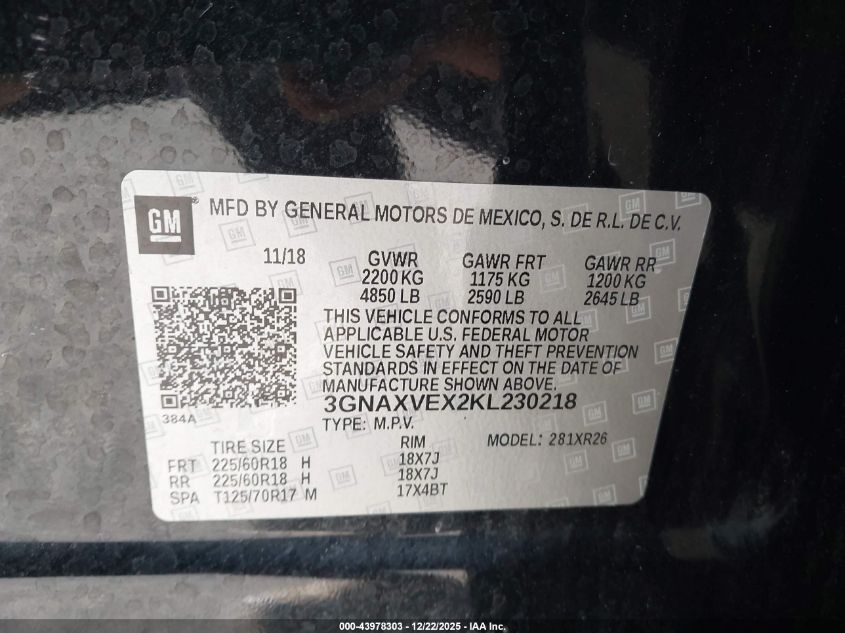 GM
MFD BY GENERAL MOTORS DE MEXICO, S. DE R.L. DE C.V.
11/18 GVWR GAWR FRT GAWR RR
2200 KG 1175 KG 1200 KG
4850 LB 2590 LB 2645 LB
THIS VEHICLE CONFORMS TO ALL
APPLICABLE U.S. FEDERAL MOTOR
VEHICLE SAFETY AND THEFT PREVENTION
STANDARDS IN EFFECT ON THE DATE OF
MANUFACTURE SHOWN ABOVE.
3GNAXVEX2KL230218
384A
TYPE: M.P.V.
TIRE SIZE RIM MODEL: 281XR26
FRT 225/60R18 H 18X7J
RR 225/60R18 H 18X7J
SPA T125/70R17 M 17X4BT
000-43978303 - 12/22/2025 - IAA Inc.